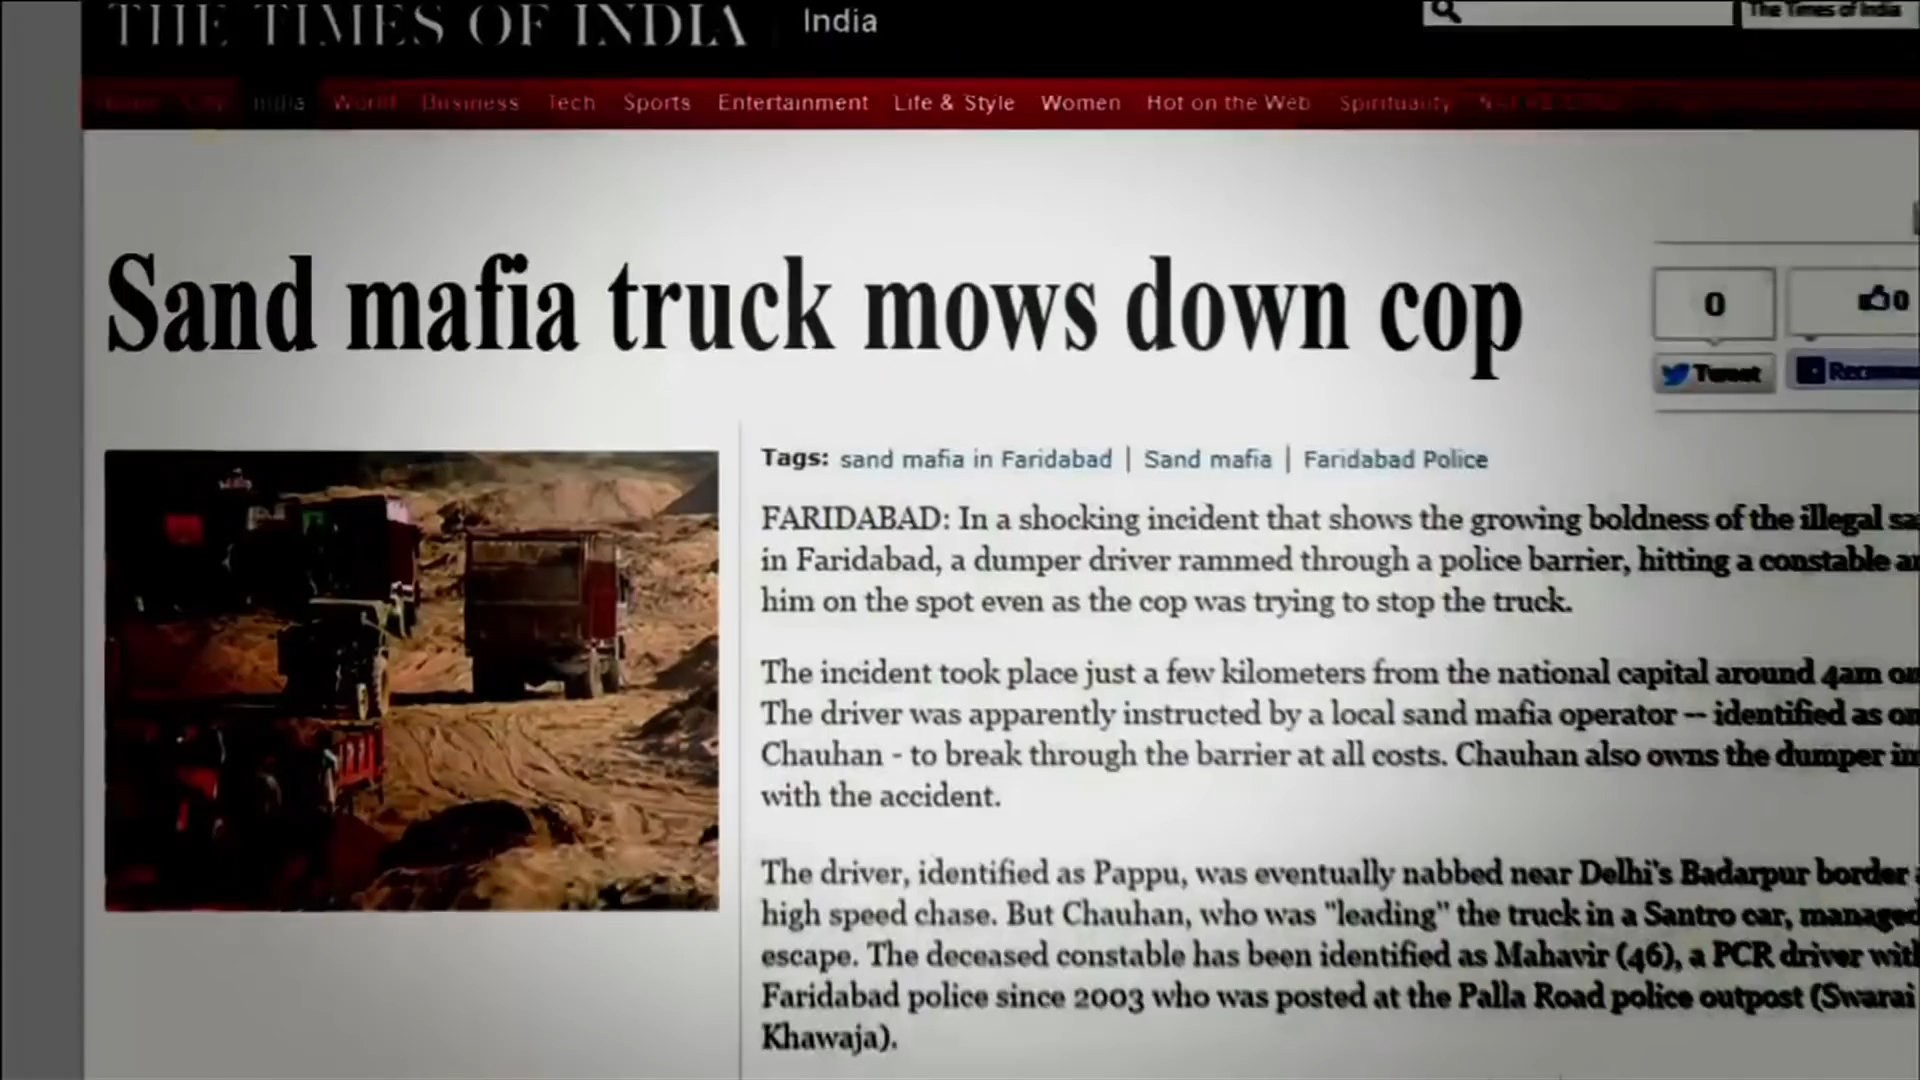 THE TIMES OF INDIA India The Times of India
India World Business Tech Sports Entertainment Life & Style Women Hot on the Web Spirituality
Sand mafia truck mows down cop
0 0
Tweet
Tags: sand mafia in Faridabad | Sand mafia | Faridabad Police
FARIDABAD: In a shocking incident that shows the growing boldness of the illegal
in Faridabad, a dumper driver rammed through a police barrier, hitting a constable
him on the spot even as the cop was trying to stop the truck.
The incident took place just a few kilometers from the national capital around 4am on
The driver was apparently instructed by a local sand mafia operator -- identified as
Chauhan - to break through the barrier at all costs. Chauhan also owns the dumper
with the accident.
The driver, identified as Pappu, was eventually nabbed near Delhi's Badarpur border
high speed chase. But Chauhan, who was "leading" the truck in a Santro car, managed
escape. The deceased constable has been identified as Mahavir (46), a PCR driver with
Faridabad police since 2003 who was posted at the Palla Road police outpost (Swarai
Khawaja).